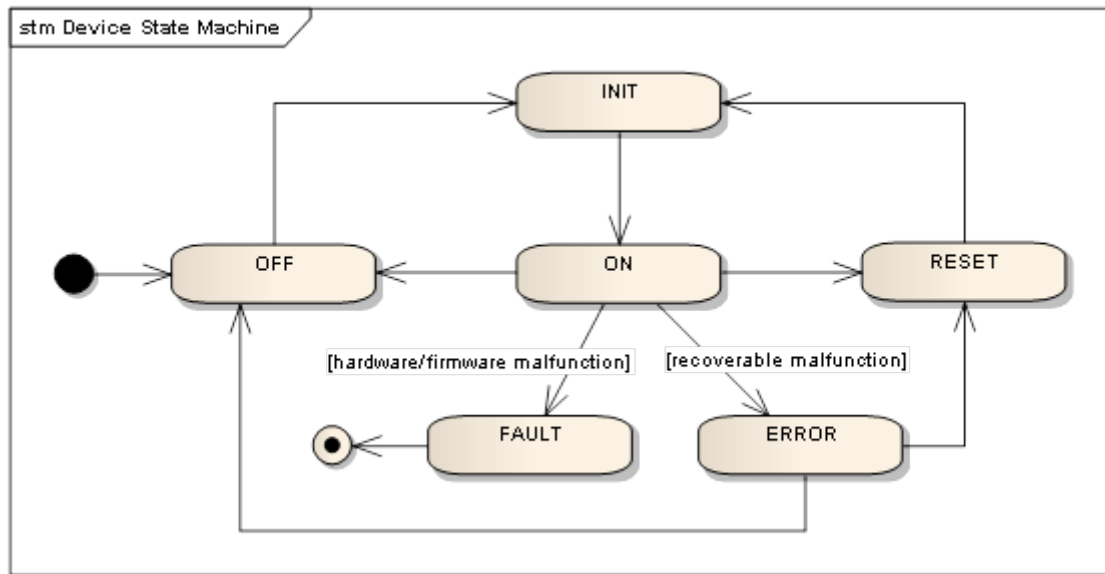 stm Device State Machine
INIT
OFF
ON
RESET
[hardware/firmware malfunction]
[recoverable malfunction]
FAULT
ERROR